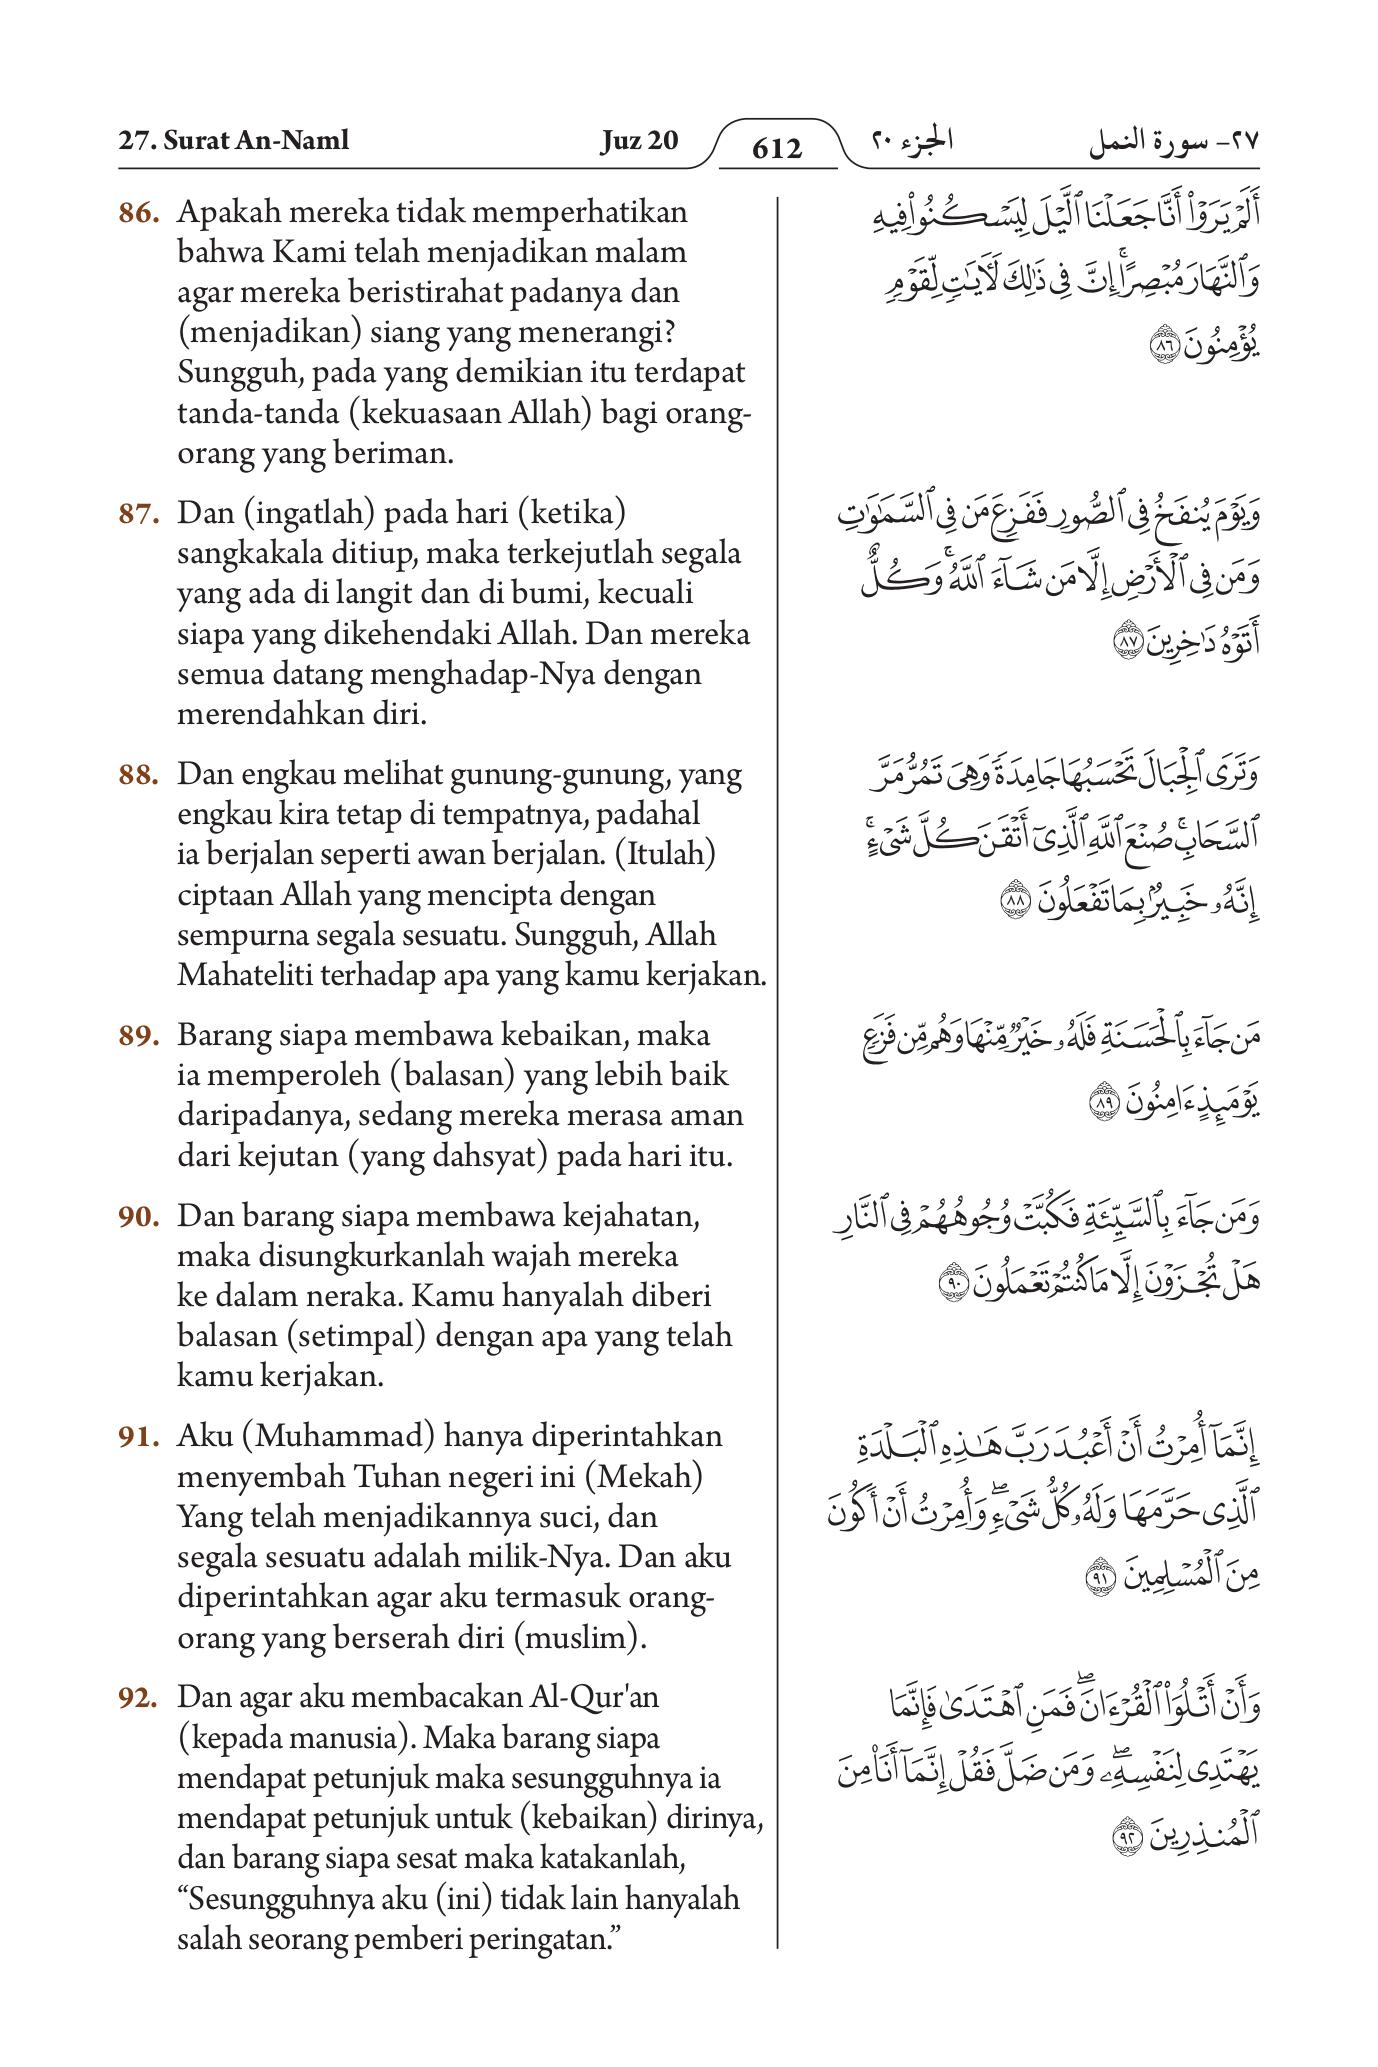 27. Surat An-Naml
Juz 20
612
الجزء ٢٠
٢٧- سورة النمل
86. Apakah mereka tidak memperhatikan
bahwa Kami telah menjadikan malam
agar mereka beristirahat padanya dan
(menjadikan) siang yang menerangi?
Sungguh, pada yang demikian itu terdapat
tanda-tanda (kekuasaan Allah) bagi orang-
orang yang beriman.
87. Dan (ingatlah) pada hari (ketika)
sangkakala ditiup, maka terkejutlah segala
yang ada di langit dan di bumi, kecuali
siapa yang dikehendaki Allah. Dan mereka
semua datang menghadap-Nya dengan
merendahkan diri.
88. Dan engkau melihat gunung-gunung, yang
engkau kira tetap di tempatnya, padahal
ia berjalan seperti awan berjalan. (Itulah)
ciptaan Allah yang mencipta dengan
sempurna segala sesuatu. Sungguh, Allah
Mahateliti terhadap apa yang kamu kerjakan.
89. Barang siapa membawa kebaikan, maka
ia memperoleh (balasan) yang lebih baik
daripadanya, sedang mereka merasa aman
dari kejutan (yang dahsyat) pada hari itu.
90. Dan barang siapa membawa kejahatan,
maka disungkurkanlah wajah mereka
ke dalam neraka. Kamu hanyalah diberi
balasan (setimpal) dengan apa yang telah
kamu kerjakan.
91. Aku (Muhammad) hanya diperintahkan
menyembah Tuhan negeri ini (Mekah)
Yang telah menjadikannya suci, dan
segala sesuatu adalah milik-Nya. Dan aku
diperintahkan agar aku termasuk orang-
orang yang berserah diri (muslim).
92. Dan agar aku membacakan Al-Qur'an
(kepada manusia). Maka barang siapa
mendapat petunjuk maka sesungguhnya ia
mendapat petunjuk untuk (kebaikan) dirinya,
dan barang siapa sesat maka katakanlah,
“Sesungguhnya aku (ini) tidak lain hanyalah
salah seorang pemberi peringatan.”
أَلَمْ يَرَوْا۟ أَنَّا جَعَلْنَا ٱلَّيْلَ لِيَسْكُنُوا۟ فِيهِ
وَٱلنَّهَارَ مُبْصِرًا ۚ إِنَّ فِى ذَٰلِكَ لَـَٔايَـٰتٍ لِّقَوْمٍ
يُؤْمِنُونَ ٨٦
وَيَوْمَ يُنفَخُ فِى ٱلصُّورِ فَفَزِعَ مَن فِى ٱلسَّمَـٰوَٰتِ
وَمَن فِى ٱلْأَرْضِ إِلَّا مَن شَآءَ ٱللَّهُ ۚ وَكُلٌّ
أَتَوْهُ دَٰخِرِينَ ٨٧
وَتَرَى ٱلْجِبَالَ تَحْسَبُهَا جَامِدَةً وَهِىَ تَمُرُّ مَرَّ
ٱلسَّحَابِ ۚ صُنْعَ ٱللَّهِ ٱلَّذِىٓ أَتْقَنَ كُلَّ شَىْءٍ ۚ
إِنَّهُۥ خَبِيرٌۢ بِمَا تَفْعَلُونَ ٨٨
مَن جَآءَ بِٱلْحَسَنَةِ فَلَهُۥ خَيْرٌ مِّنْهَا وَهُم مِّن فَزَعٍ
يَوْمَئِذٍ ءَامِنُونَ ٨٩
وَمَن جَآءَ بِٱلسَّيِّئَةِ فَكُبَّتْ وُجُوهُهُمْ فِى ٱلنَّارِ
هَلْ تُجْزَوْنَ إِلَّا مَا كُنتُمْ تَعْمَلُونَ ٩٠
إِنَّمَآ أُمِرْتُ أَنْ أَعْبُدَ رَبَّ هَـٰذِهِ ٱلْبَلْدَةِ
ٱلَّذِى حَرَّمَهَا وَلَهُۥ كُلُّ شَىْءٍ ۖ وَأُمِرْتُ أَنْ أَكُونَ
مِنَ ٱلْمُسْلِمِينَ ٩١
وَأَنْ أَتْلُوَا۟ ٱلْقُرْءَانَ ۖ فَمَنِ ٱهْتَدَىٰ فَإِنَّمَا
يَهْتَدِى لِنَفْسِهِۦ ۖ وَمَن ضَلَّ فَقُلْ إِنَّمَآ أَنَا۠ مِنَ
ٱلْمُنذِرِينَ ٩٢